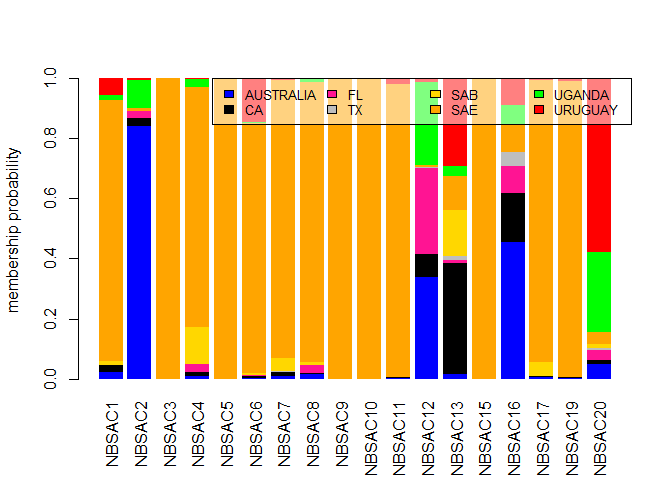 1.0
0.8
0.6
0.4
0.2
0.0
membership probability
AUSTRALIA FL SAB UGANDA
CA TX SAE URUGUAY
NBSAC1
NBSAC2
NBSAC3
NBSAC4
NBSAC5
NBSAC6
NBSAC7
NBSAC8
NBSAC9
NBSAC10
NBSAC11
NBSAC12
NBSAC13
NBSAC15
NBSAC16
NBSAC17
NBSAC19
NBSAC20